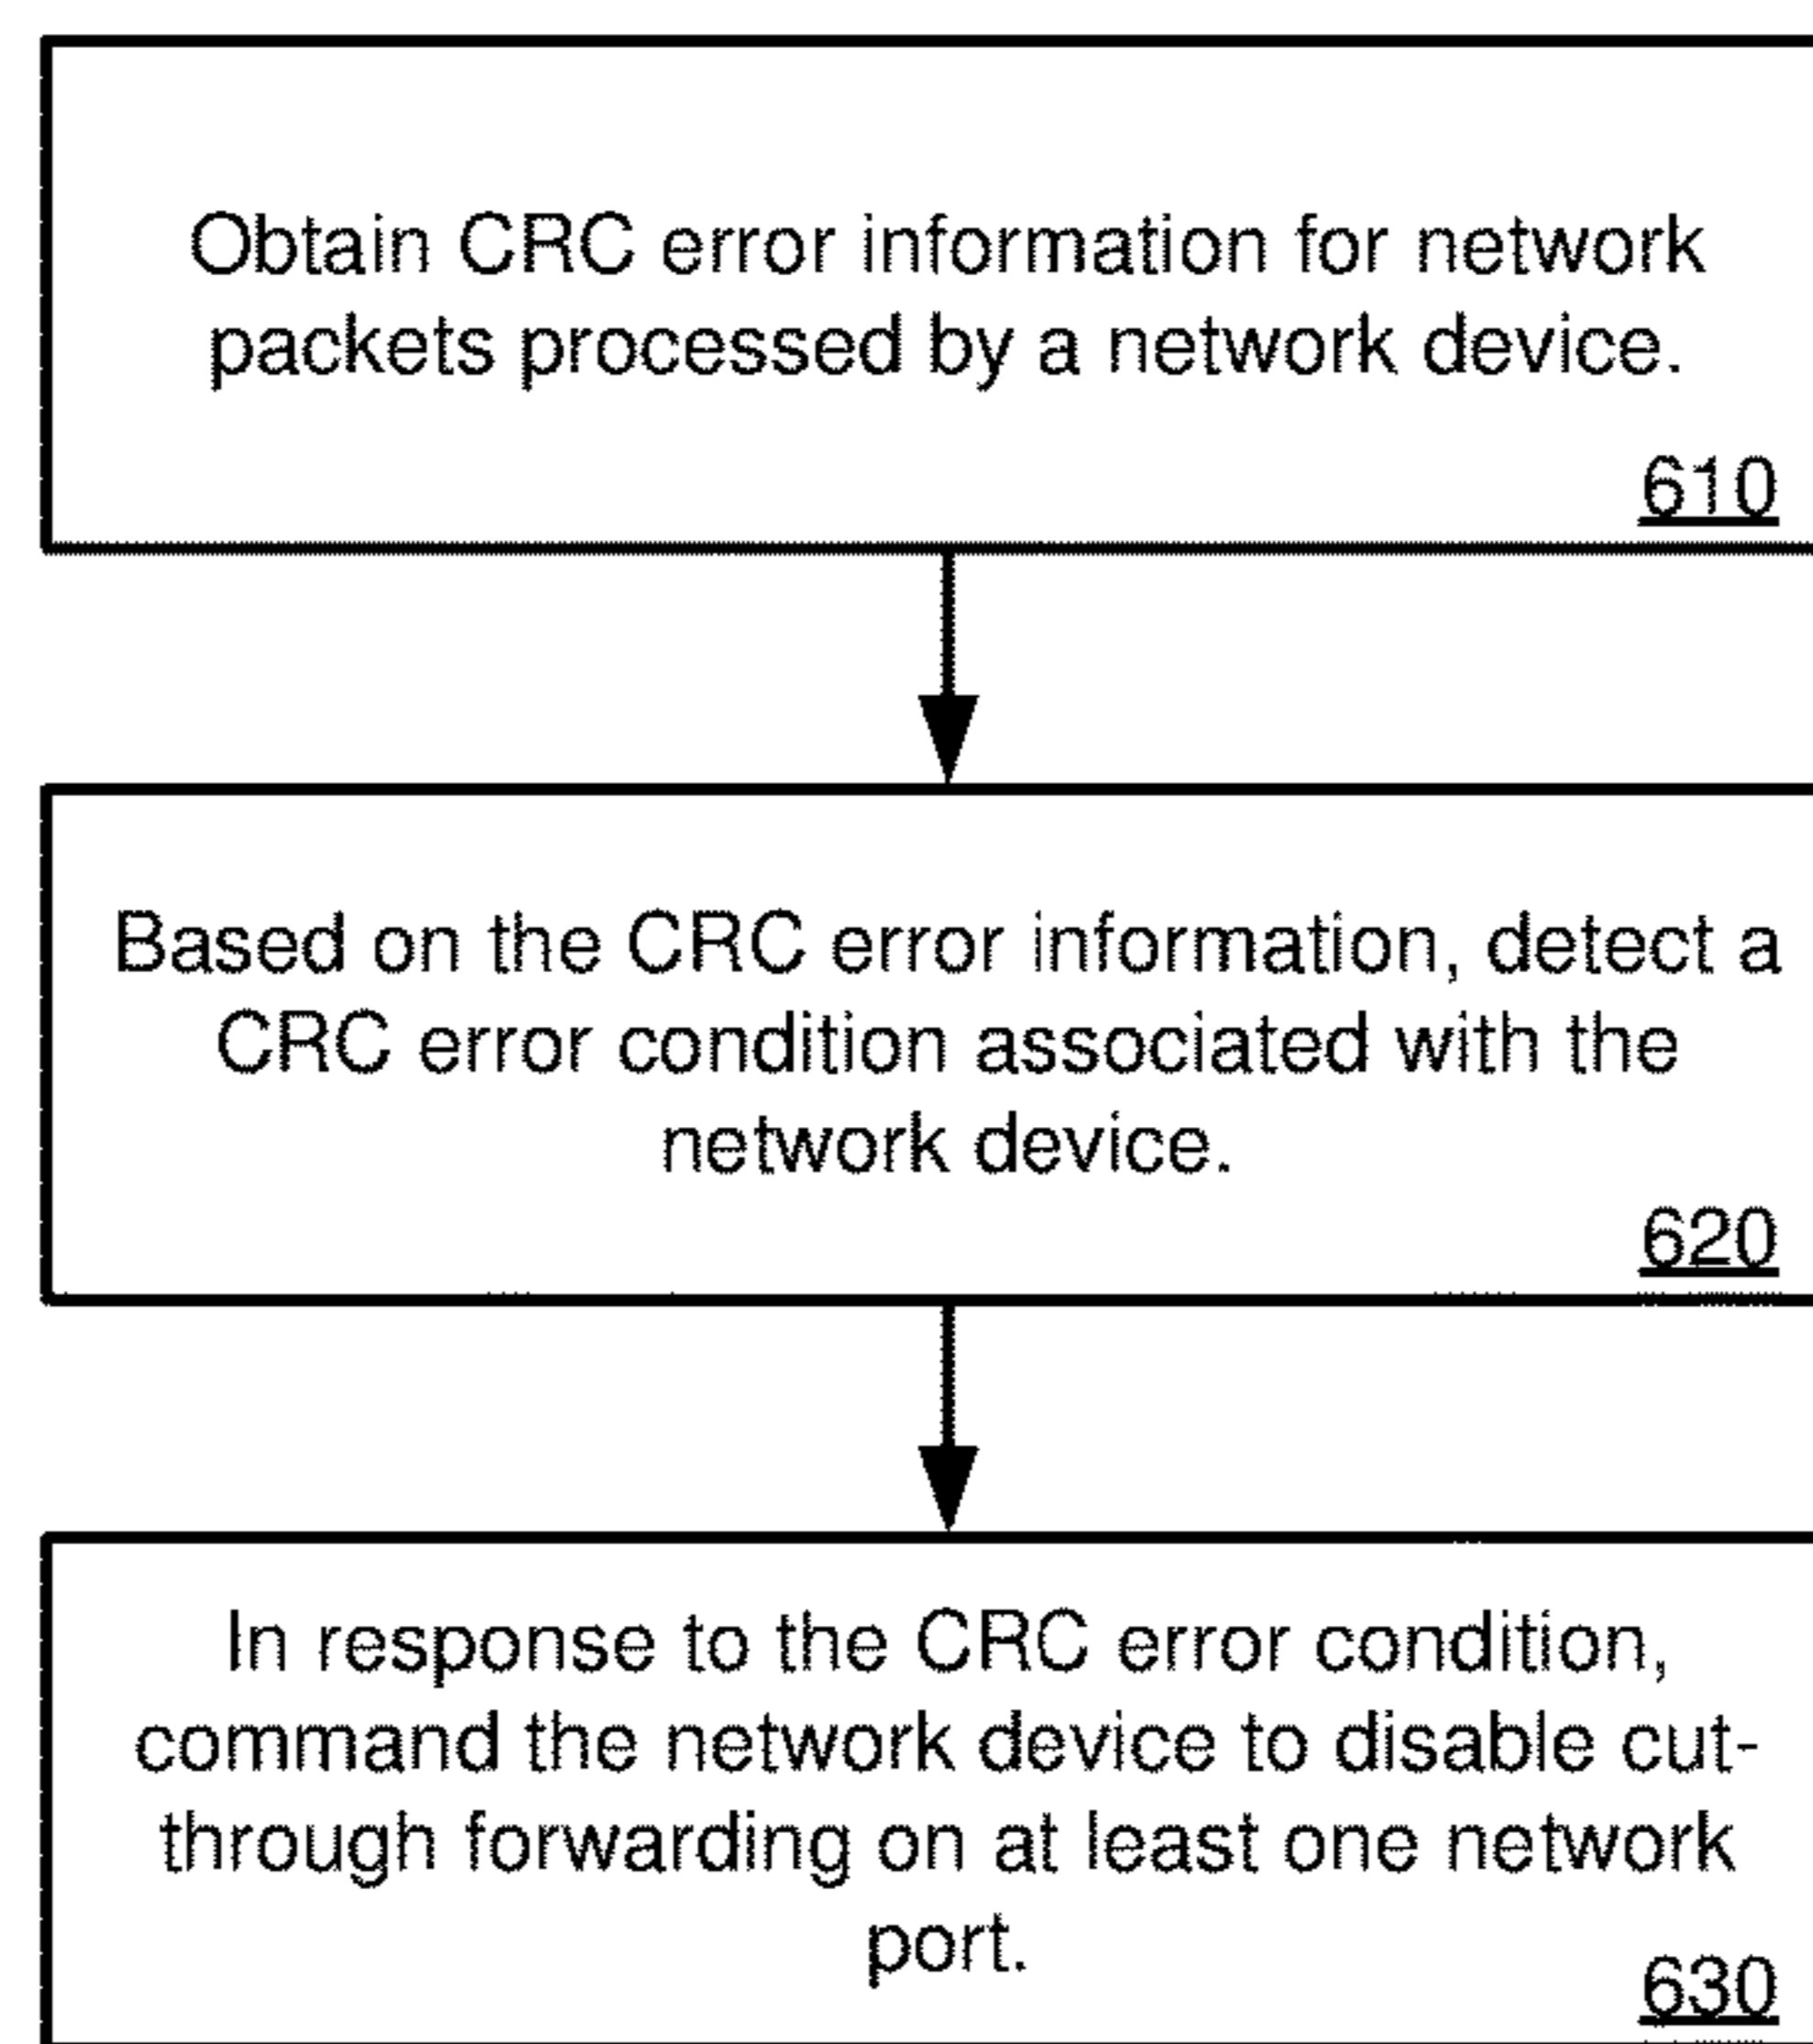 Obtain CRC error information for network
packets processed by a network device.
610
Based on the CRC error information, detect a
CRC error condition associated with the
network device.
620
In response to the CRC error condition,
command the network device to disable cut-
through forwarding on at least one network
port.
630